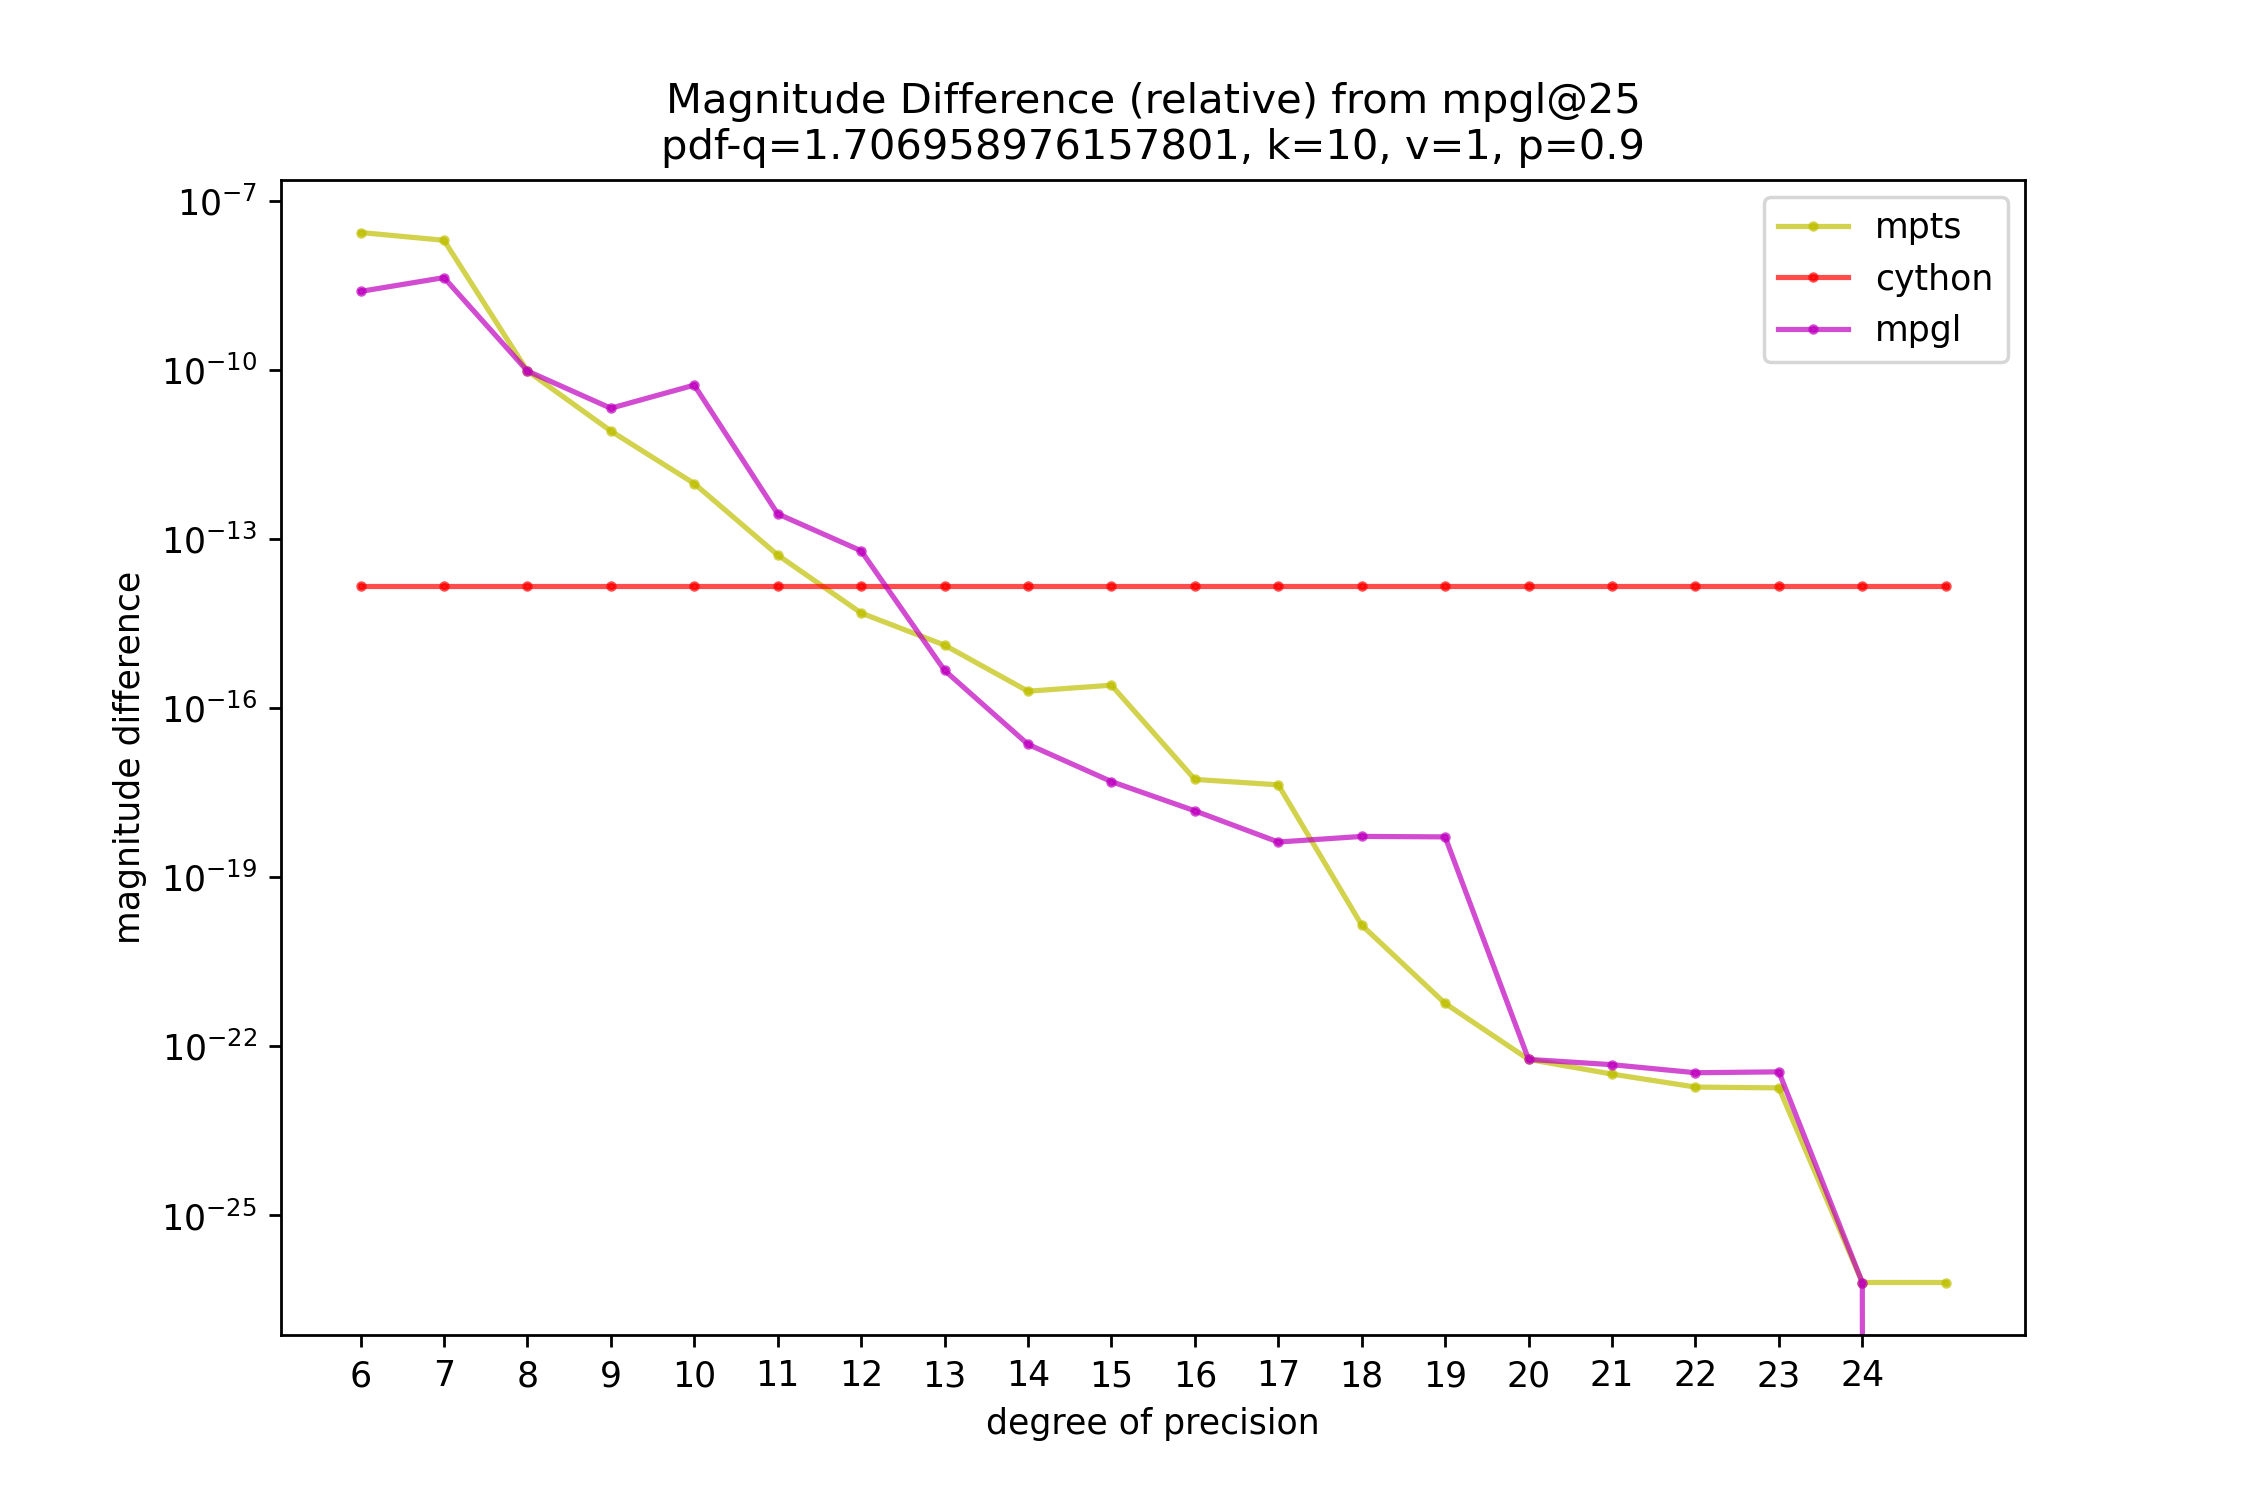 Magnitude Difference (relative) from mpgl@25
pdf-q=1.706958976157801, k=10, v=1, p=0.9
mpts
cython
mpgl
magnitude difference
10⁻⁷
10⁻¹⁰
10⁻¹³
10⁻¹⁶
10⁻¹⁹
10⁻²²
10⁻²⁵
6 7 8 9 10 11 12 13 14 15 16 17 18 19 20 21 22 23 24
degree of precision